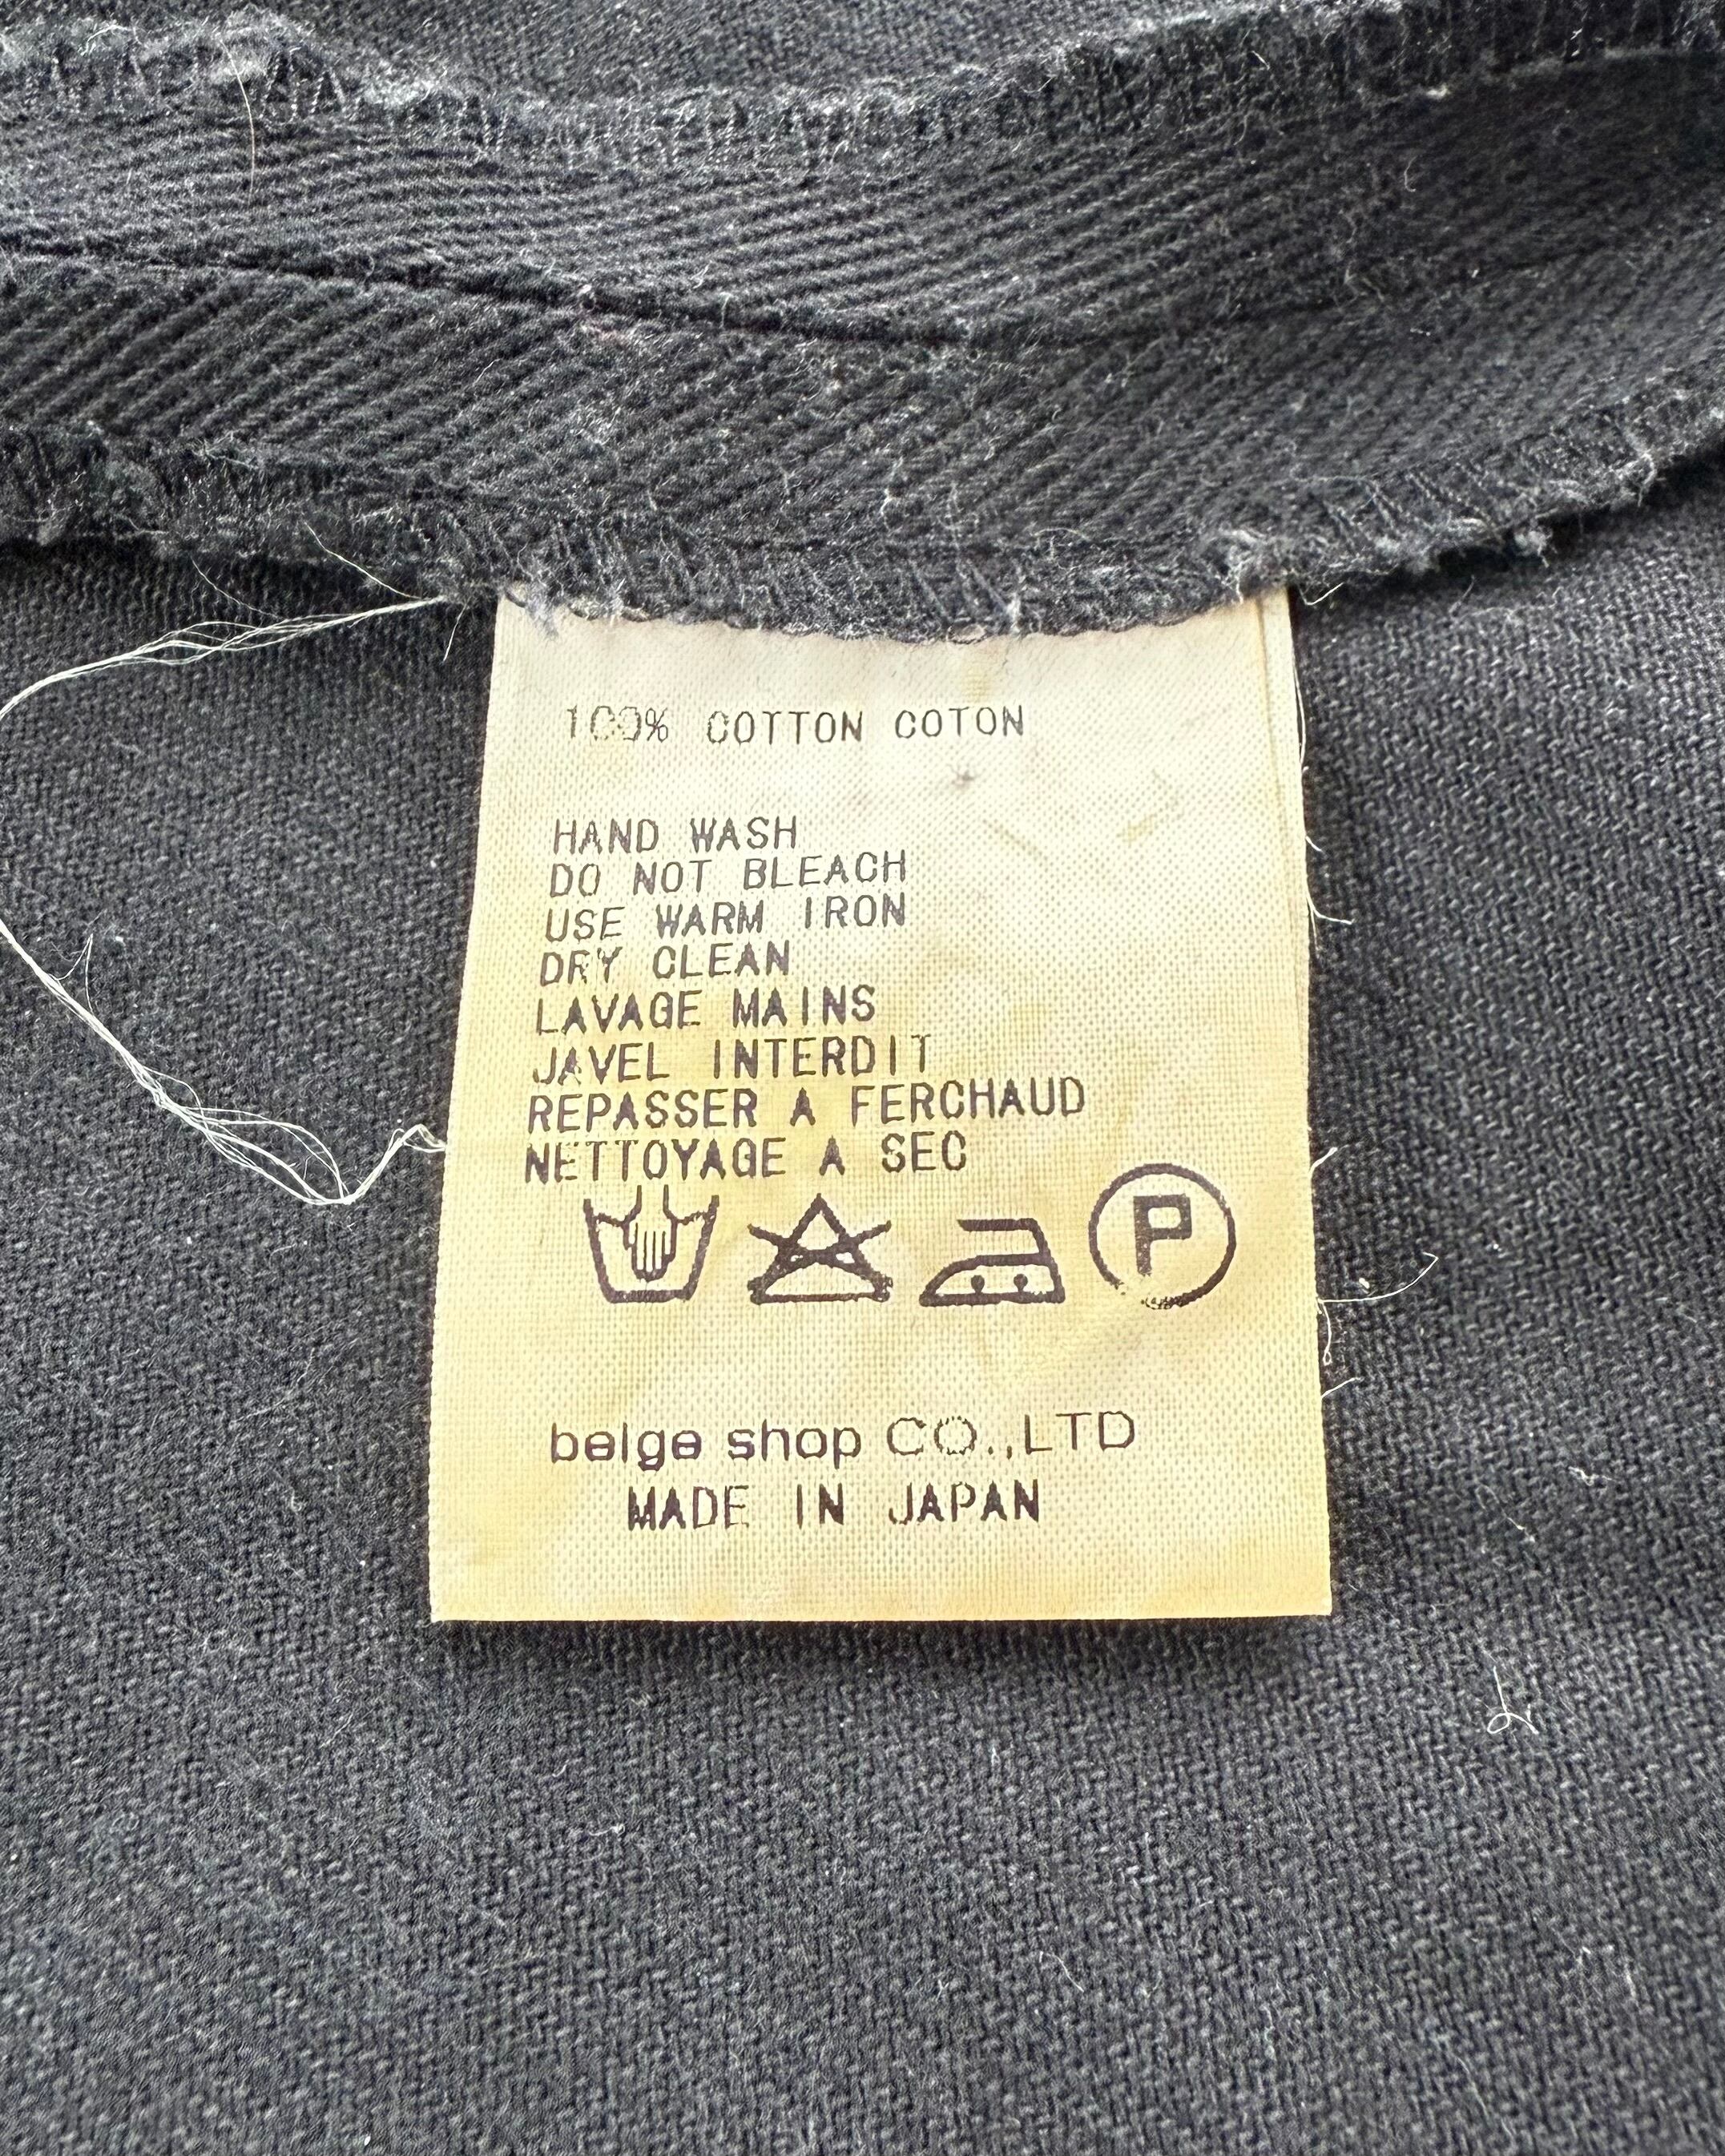 100% COTTON COTON
HAND WASH
DO NOT BLEACH
USE WARM IRON
DRY CLEAN
LAVAGE MAINS
JAVEL INTERDIT
REPASSER A FERCHAUD
NETTOYAGE A SEC
P
beige shop CO.,LTD
MADE IN JAPAN